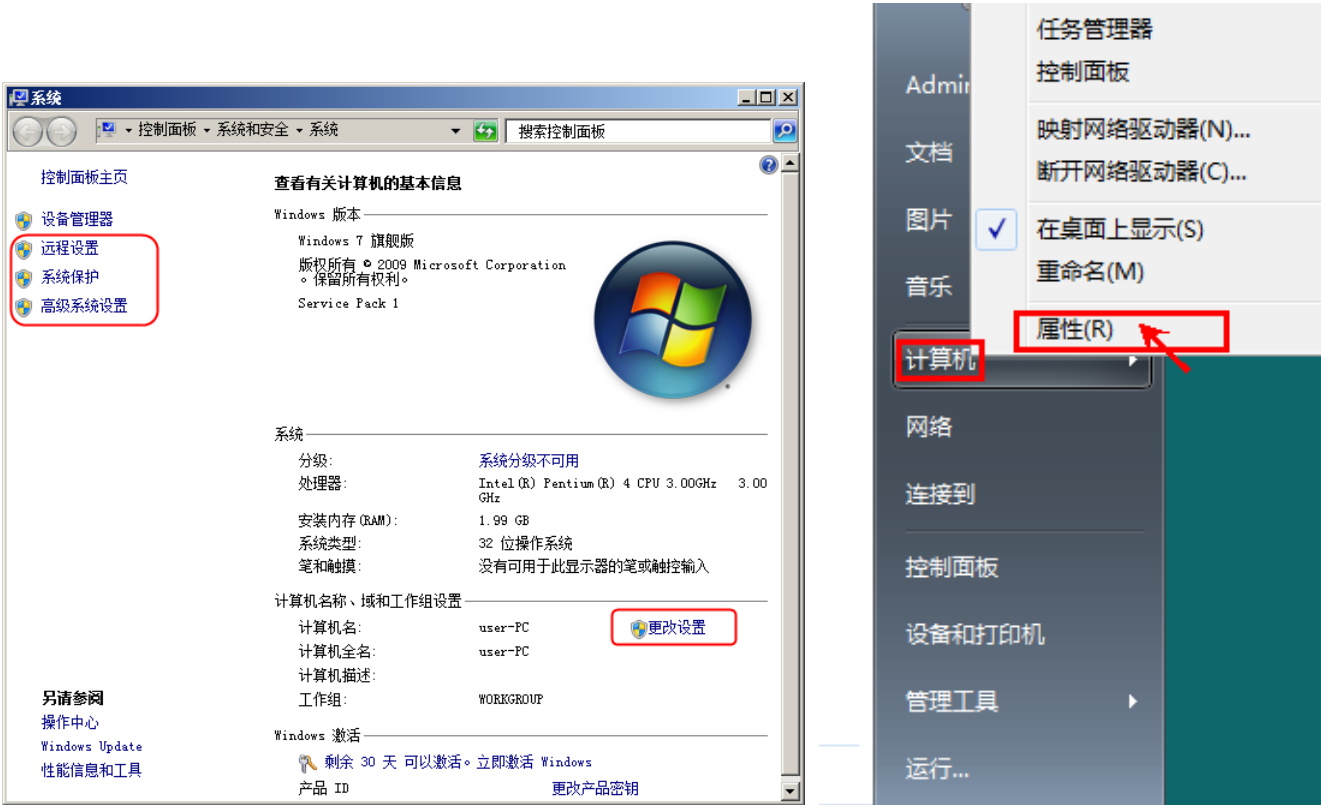 系统
控制面板 系统和安全 系统
搜索控制面板
控制面板主页
设备管理器
远程设置
系统保护
高级系统设置
另请参阅
操作中心
Windows Update
性能信息和工具
查看有关计算机的基本信息
Windows 版本
Windows 7 旗舰版
版权所有 © 2009 Microsoft Corporation
。保留所有权利。
Service Pack 1
系统
分级: 系统分级不可用
处理器: Intel(R) Pentium(R) 4 CPU 3.00GHz 3.00
GHz
安装内存(RAM): 1.99 GB
系统类型: 32 位操作系统
笔和触摸: 没有可用于此显示器的笔或触控输入
计算机名称、域和工作组设置
计算机名: user-PC 更改设置
计算机全名: user-PC
计算机描述:
工作组: WORKGROUP
Windows 激活
剩余 30 天 可以激活。立即激活 Windows
产品 ID 更改产品密钥
任务管理器
控制面板
映射网络驱动器(N)...
断开网络驱动器(C)...
在桌面上显示(S)
重命名(M)
属性(R)
文档
图片
音乐
计算机
网络
连接到
控制面板
设备和打印机
管理工具
运行...